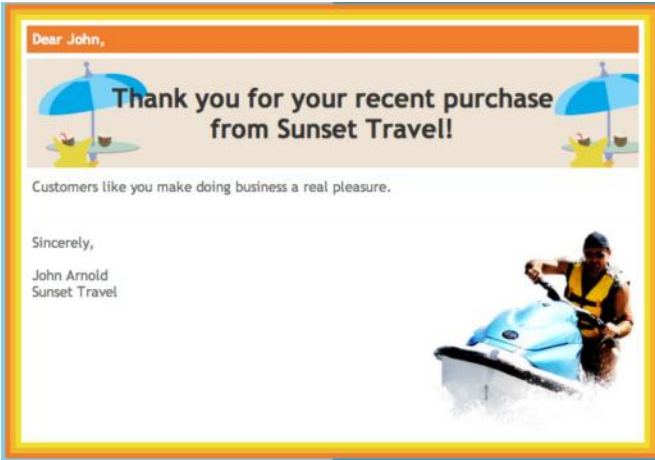 Dear John,
Thank you for your recent purchase
from Sunset Travel!
Customers like you make doing business a real pleasure.
Sincerely,
John Arnold
Sunset Travel